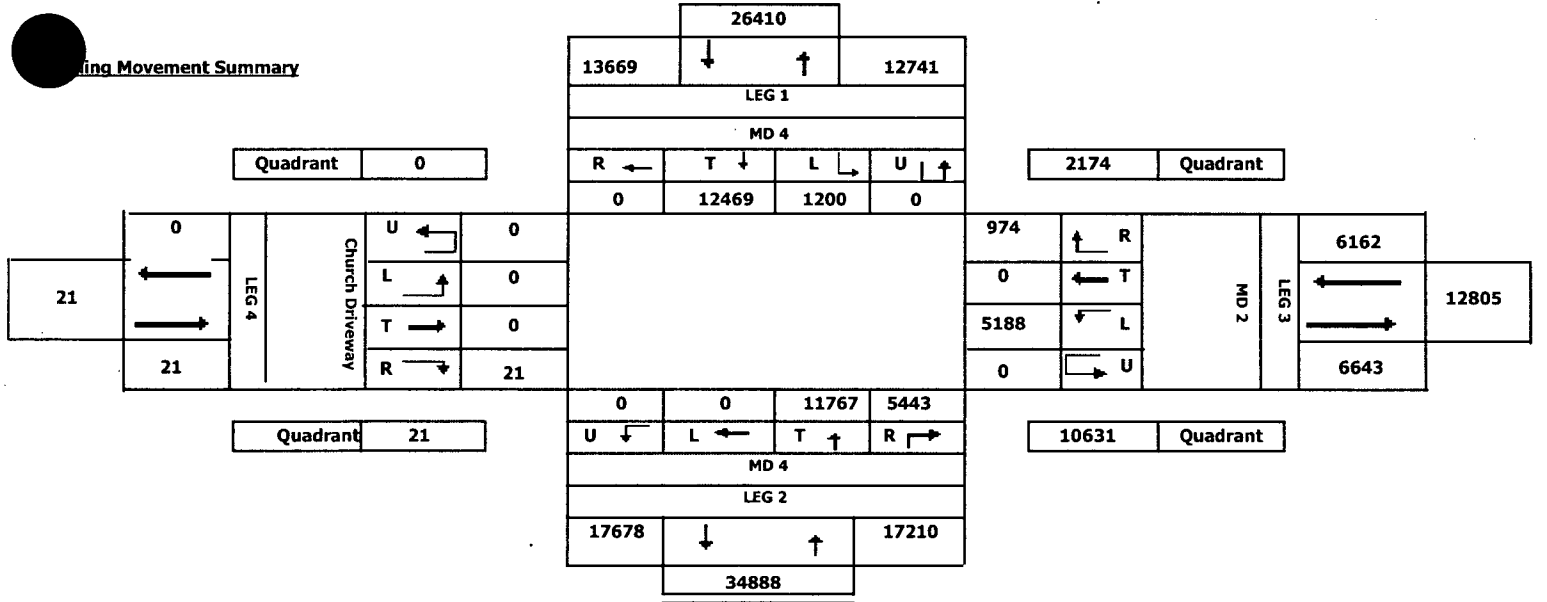 26410
ing Movement Summary
13669 12741
LEG 1
MD 4
Quadrant 0
R T L U
2174 Quadrant
0 12469 1200 0
0 U 0 974 R 6162
L 0 0 T
21 LEG 4 Church Driveway MD 2 LEG 3 12805
T 0 5188 L
21 R 21 0 U 6643
0 0 11767 5443
Quadrant 21 U L T R 10631 Quadrant
MD 4
LEG 2
17678 17210
34888